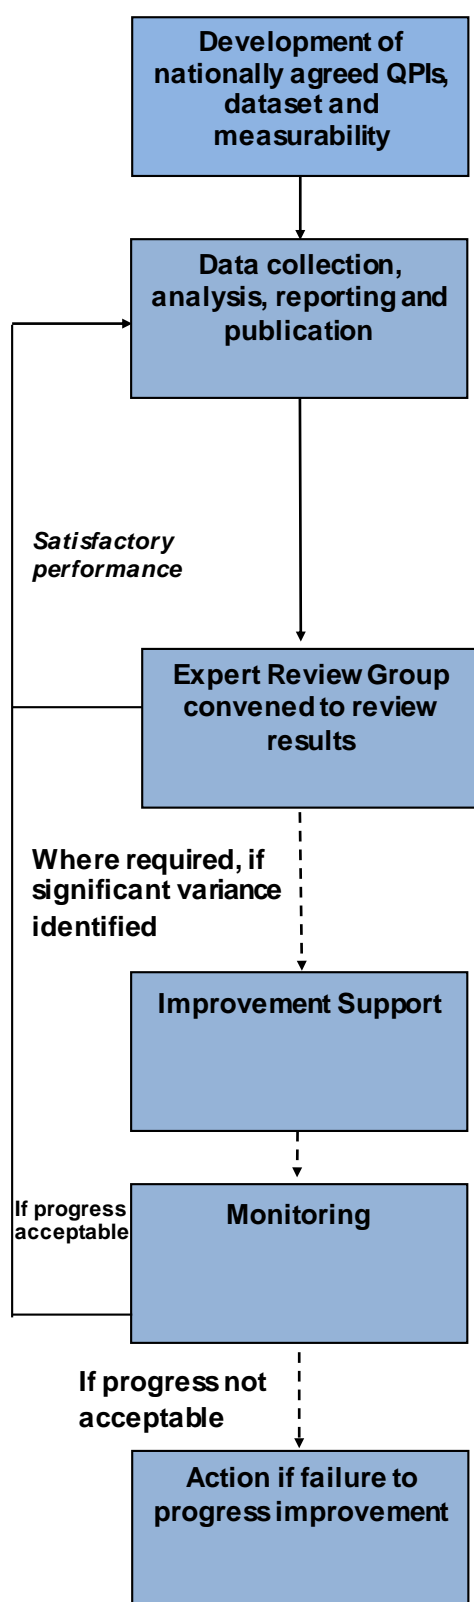 Development of
nationally agreed QPIs,
dataset and
measurability
Data collection,
analysis, reporting and
publication
Satisfactory
performance
Expert Review Group
convened to review
results
Where required, if
significant variance
identified
Improvement Support
If progress
acceptable
Monitoring
If progress not
acceptable
Action if failure to
progress improvement